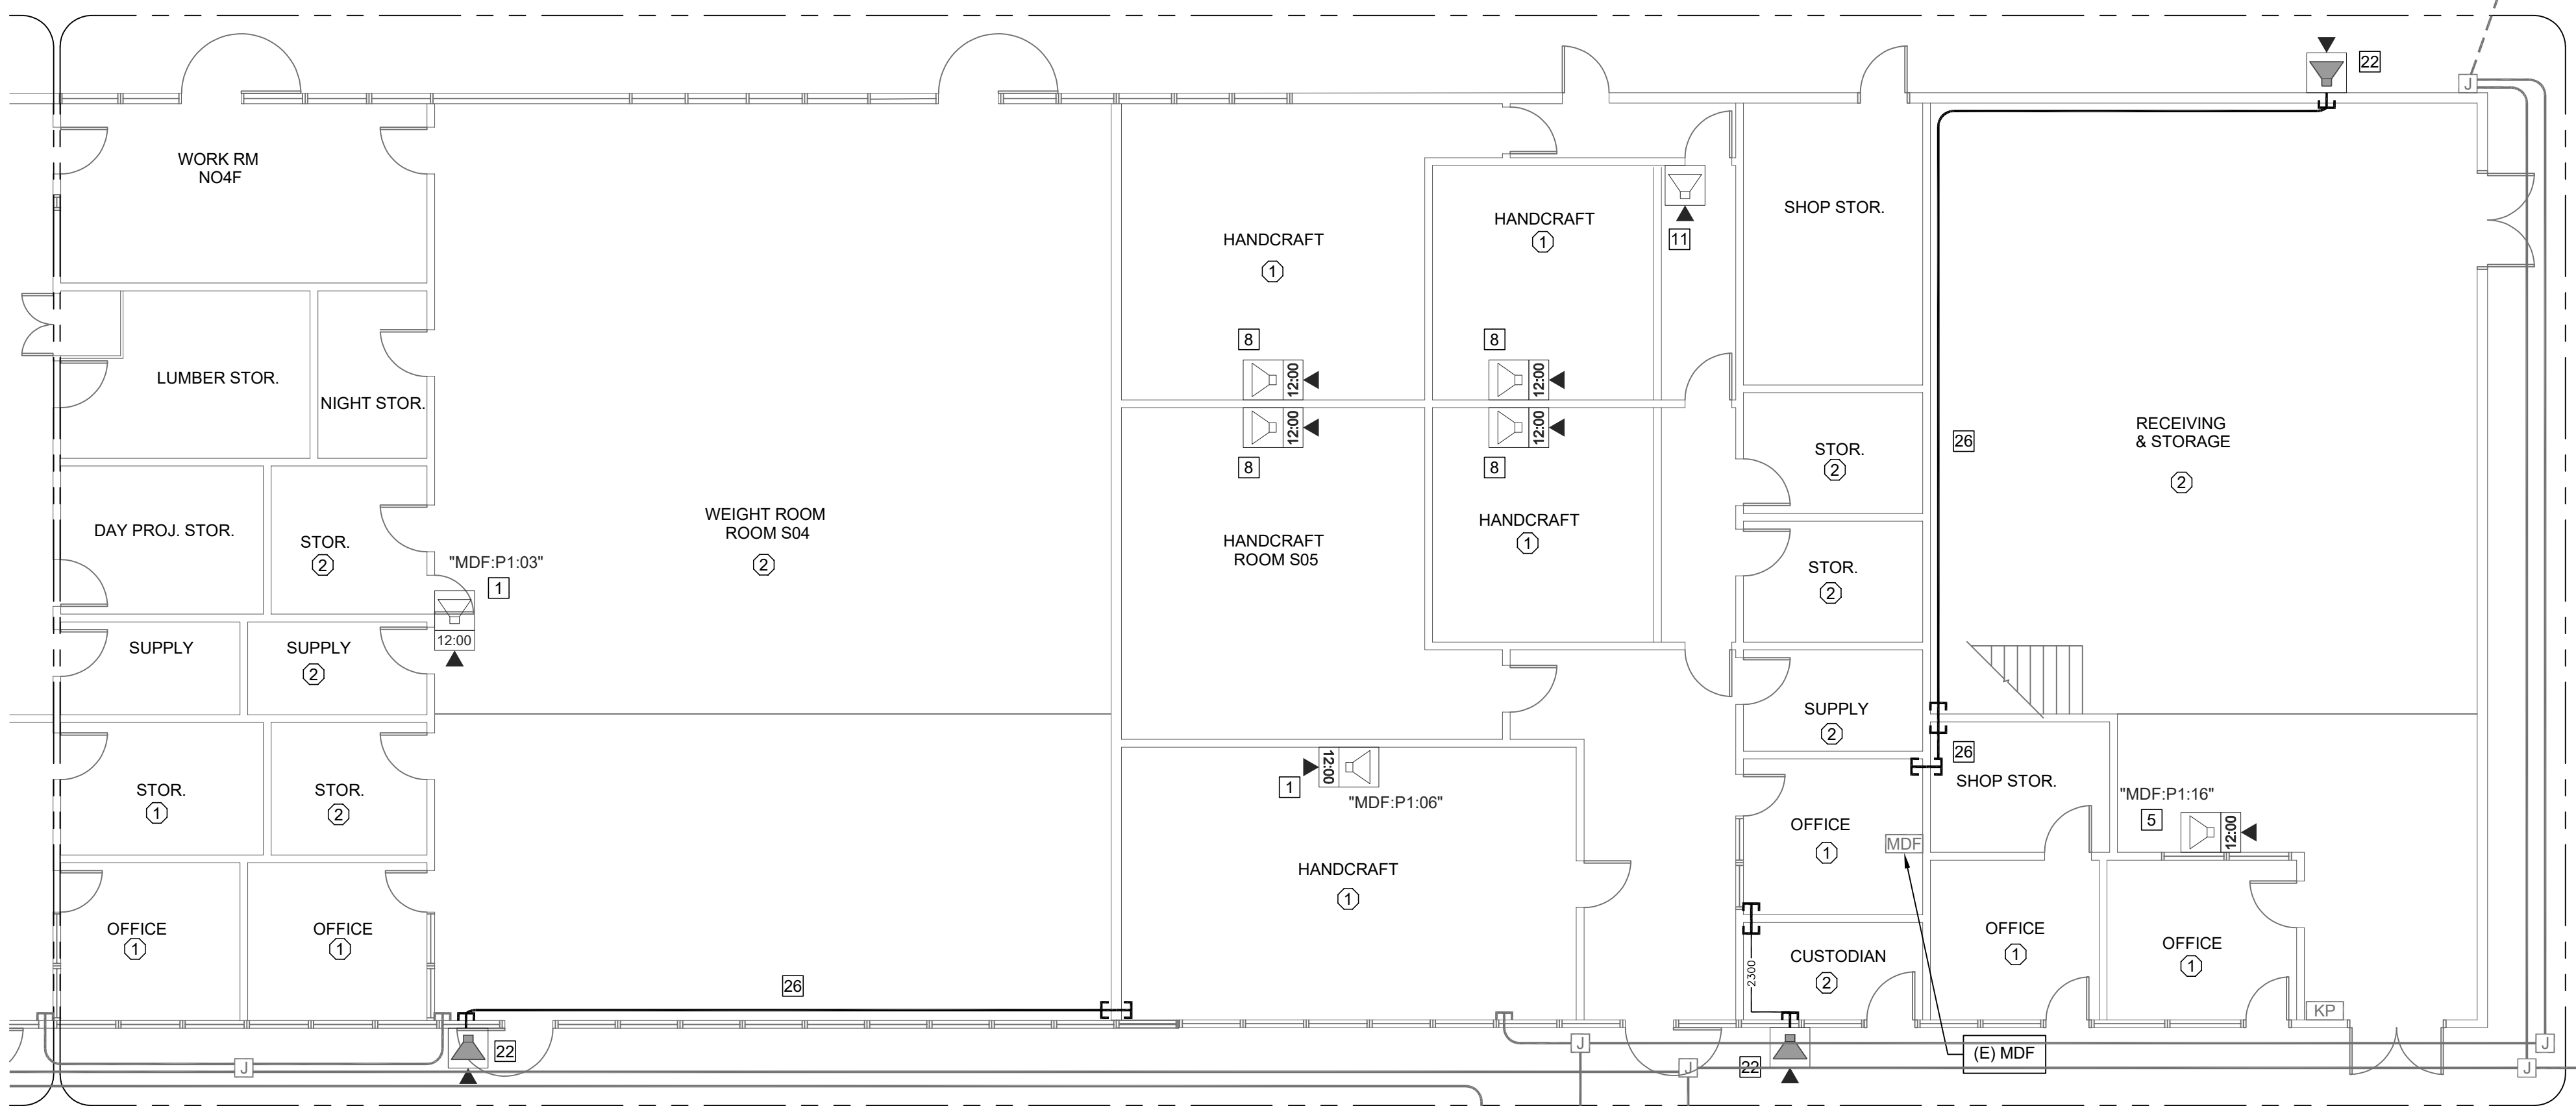 22
J
WORK RM
NO4F
HANDCRAFT
1
HANDCRAFT
1
11
SHOP STOR.
LUMBER STOR.
NIGHT STOR.
8
12:00
8
12:00
12:00
8
12:00
8
RECEIVING
& STORAGE
2
26
STOR.
2
DAY PROJ. STOR.
STOR.
2
"MDF:P1:03"
1
12:00
WEIGHT ROOM
ROOM S04
2
HANDCRAFT
ROOM S05
HANDCRAFT
1
STOR.
2
SUPPLY
SUPPLY
2
SUPPLY
2
26
SHOP STOR.
STOR.
1
STOR.
2
12:00
1
"MDF:P1:06"
"MDF:P1:16"
5
12:00
OFFICE
1
MDF
HANDCRAFT
1
OFFICE
1
OFFICE
1
26
2300
CUSTODIAN
2
OFFICE
1
OFFICE
1
KP
J
22
J
22
J
(E) MDF
J
J